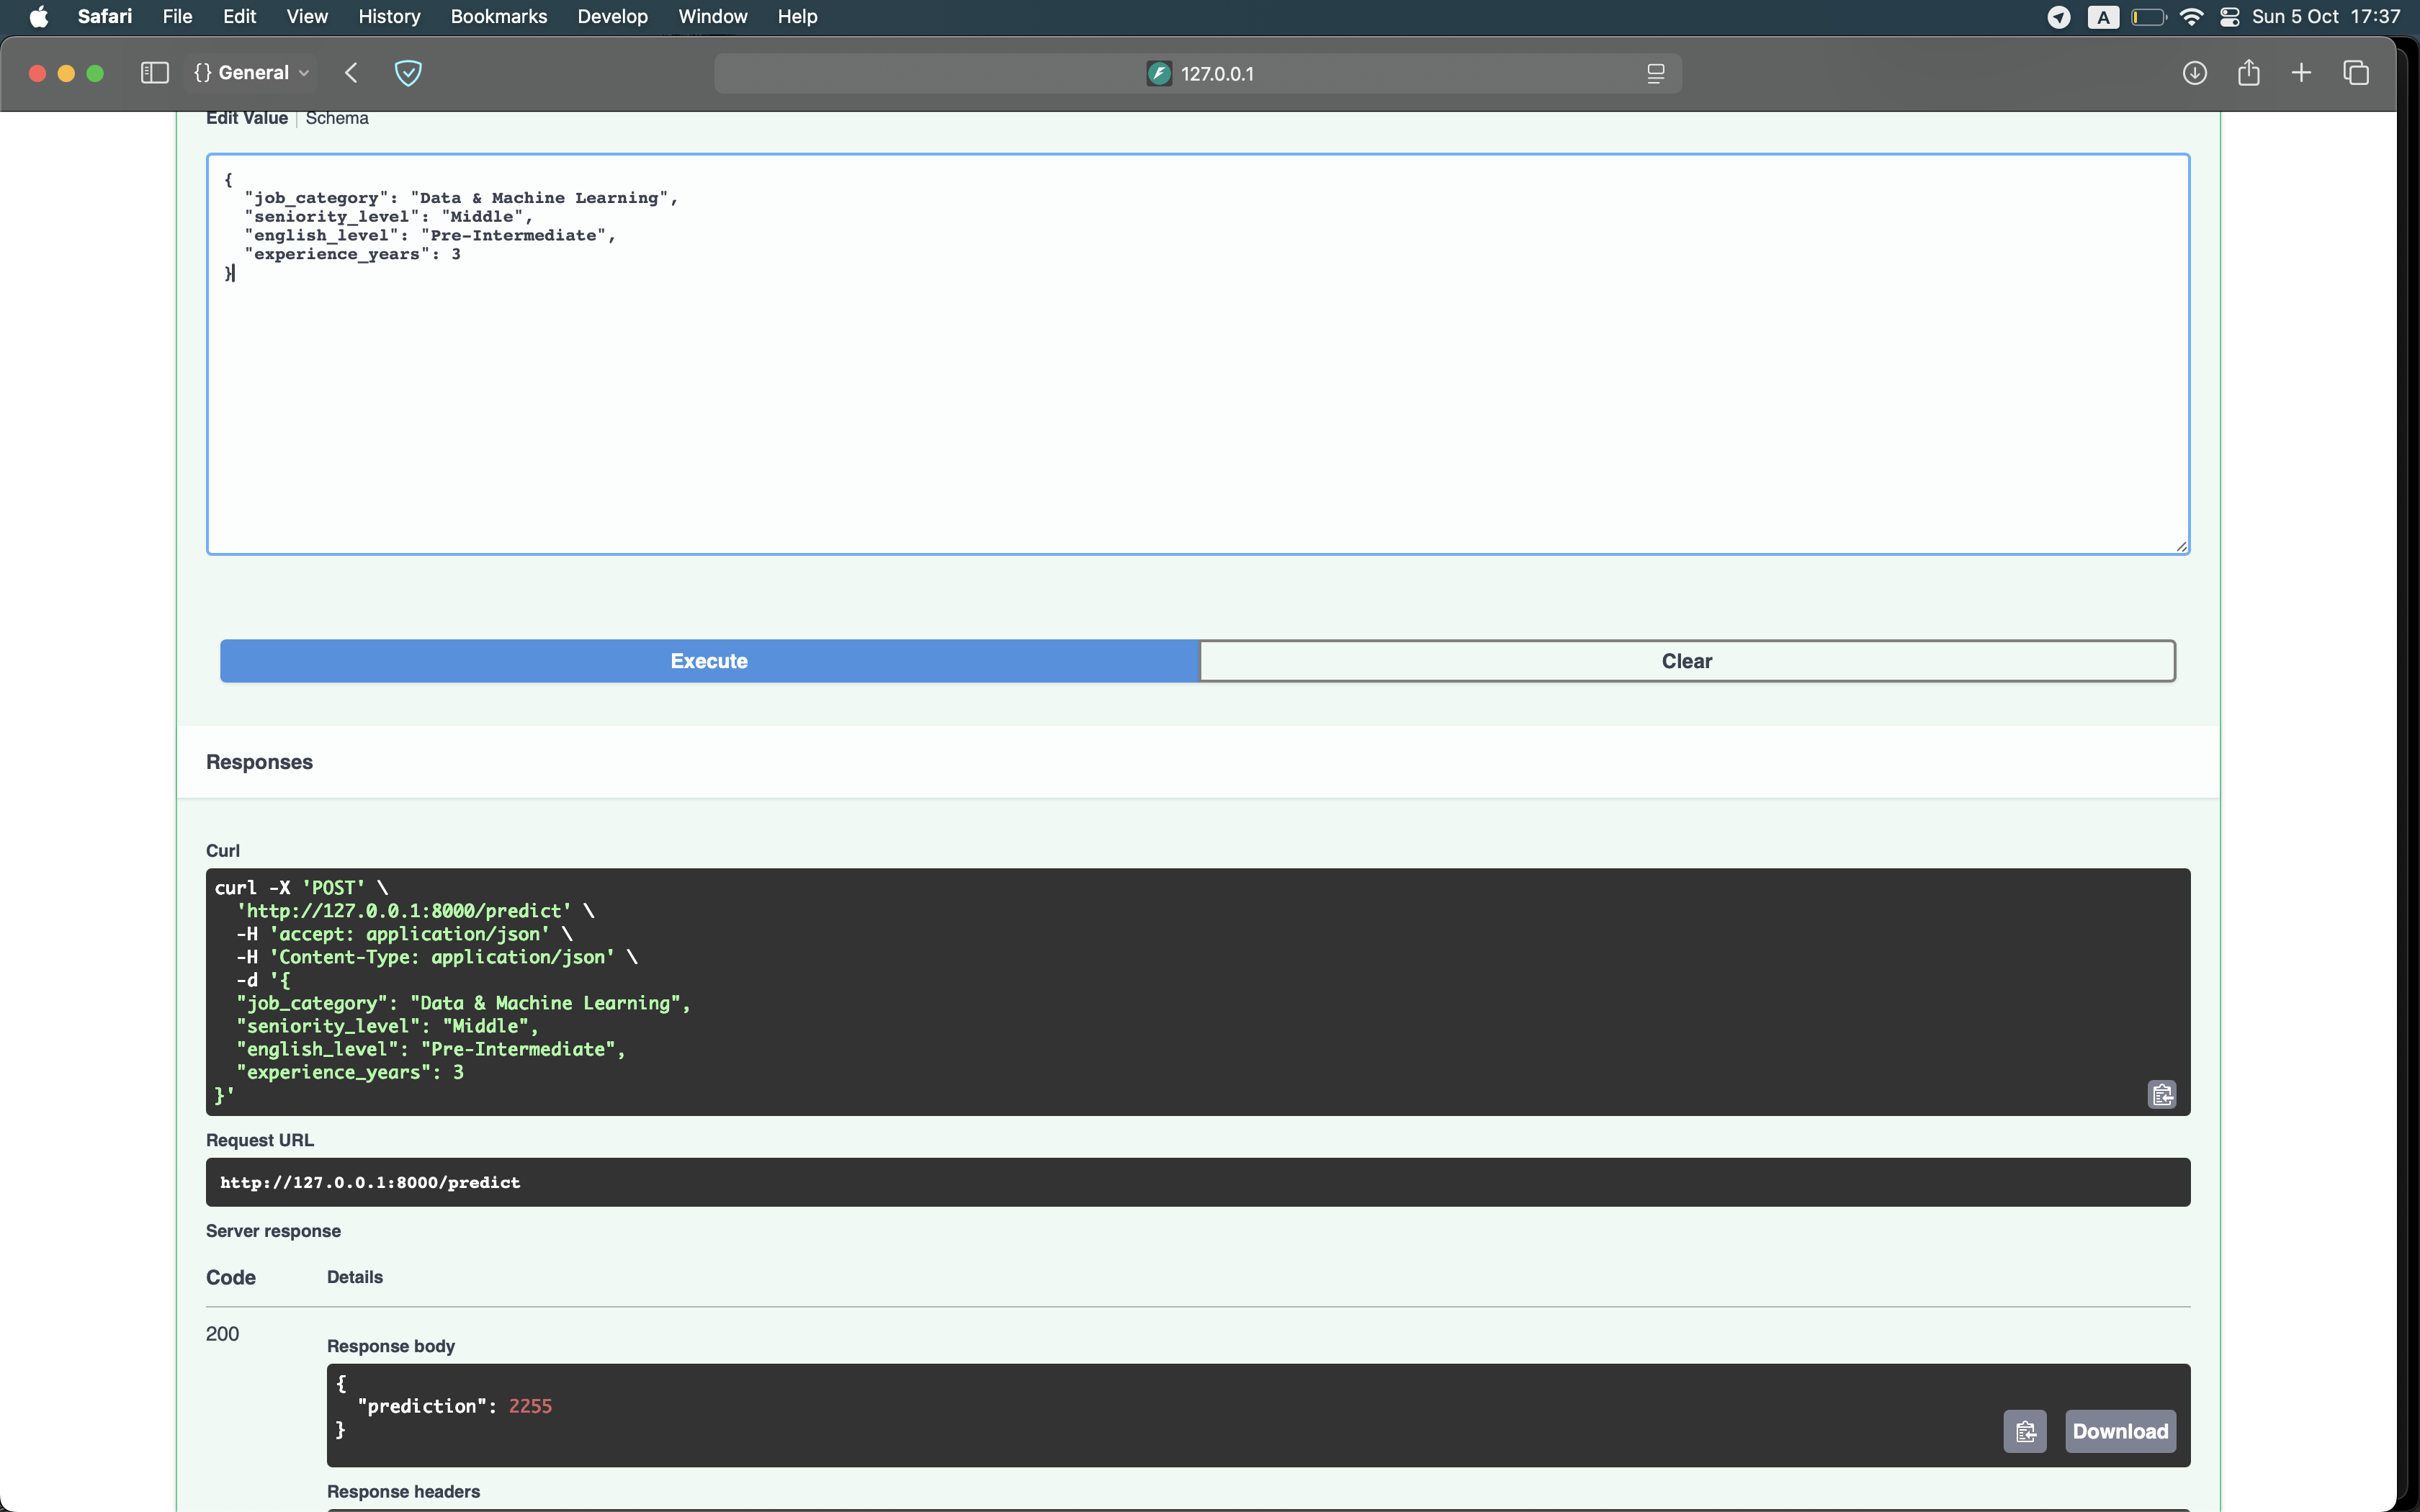 Safari File Edit View History Bookmarks Develop Window Help A Sun 5 Oct 17:37
{} General 127.0.0.1
Edit Value Schema
{
  "job_category": "Data & Machine Learning",
  "seniority_level": "Middle",
  "english_level": "Pre-Intermediate",
  "experience_years": 3
}
Execute Clear
Responses
Curl
curl -X 'POST' \
  'http://127.0.0.1:8000/predict' \
  -H 'accept: application/json' \
  -H 'Content-Type: application/json' \
  -d '{
  "job_category": "Data & Machine Learning",
  "seniority_level": "Middle",
  "english_level": "Pre-Intermediate",
  "experience_years": 3
}'
Request URL
http://127.0.0.1:8000/predict
Server response
Code Details
200
Response body
{
  "prediction": 2255
}
Download
Response headers